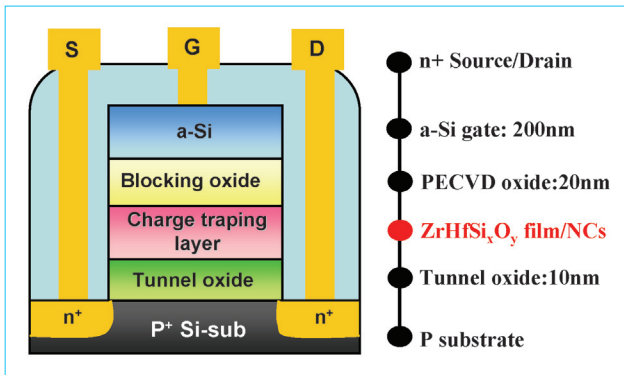 S G D
a-Si
Blocking oxide
Charge traping
layer
Tunnel oxide
n⁺ P⁺ Si-sub n⁺
n+ Source/Drain
a-Si gate: 200nm
PECVD oxide:20nm
ZrHfSiₓOᵧ film/NCs
Tunnel oxide:10nm
P substrate